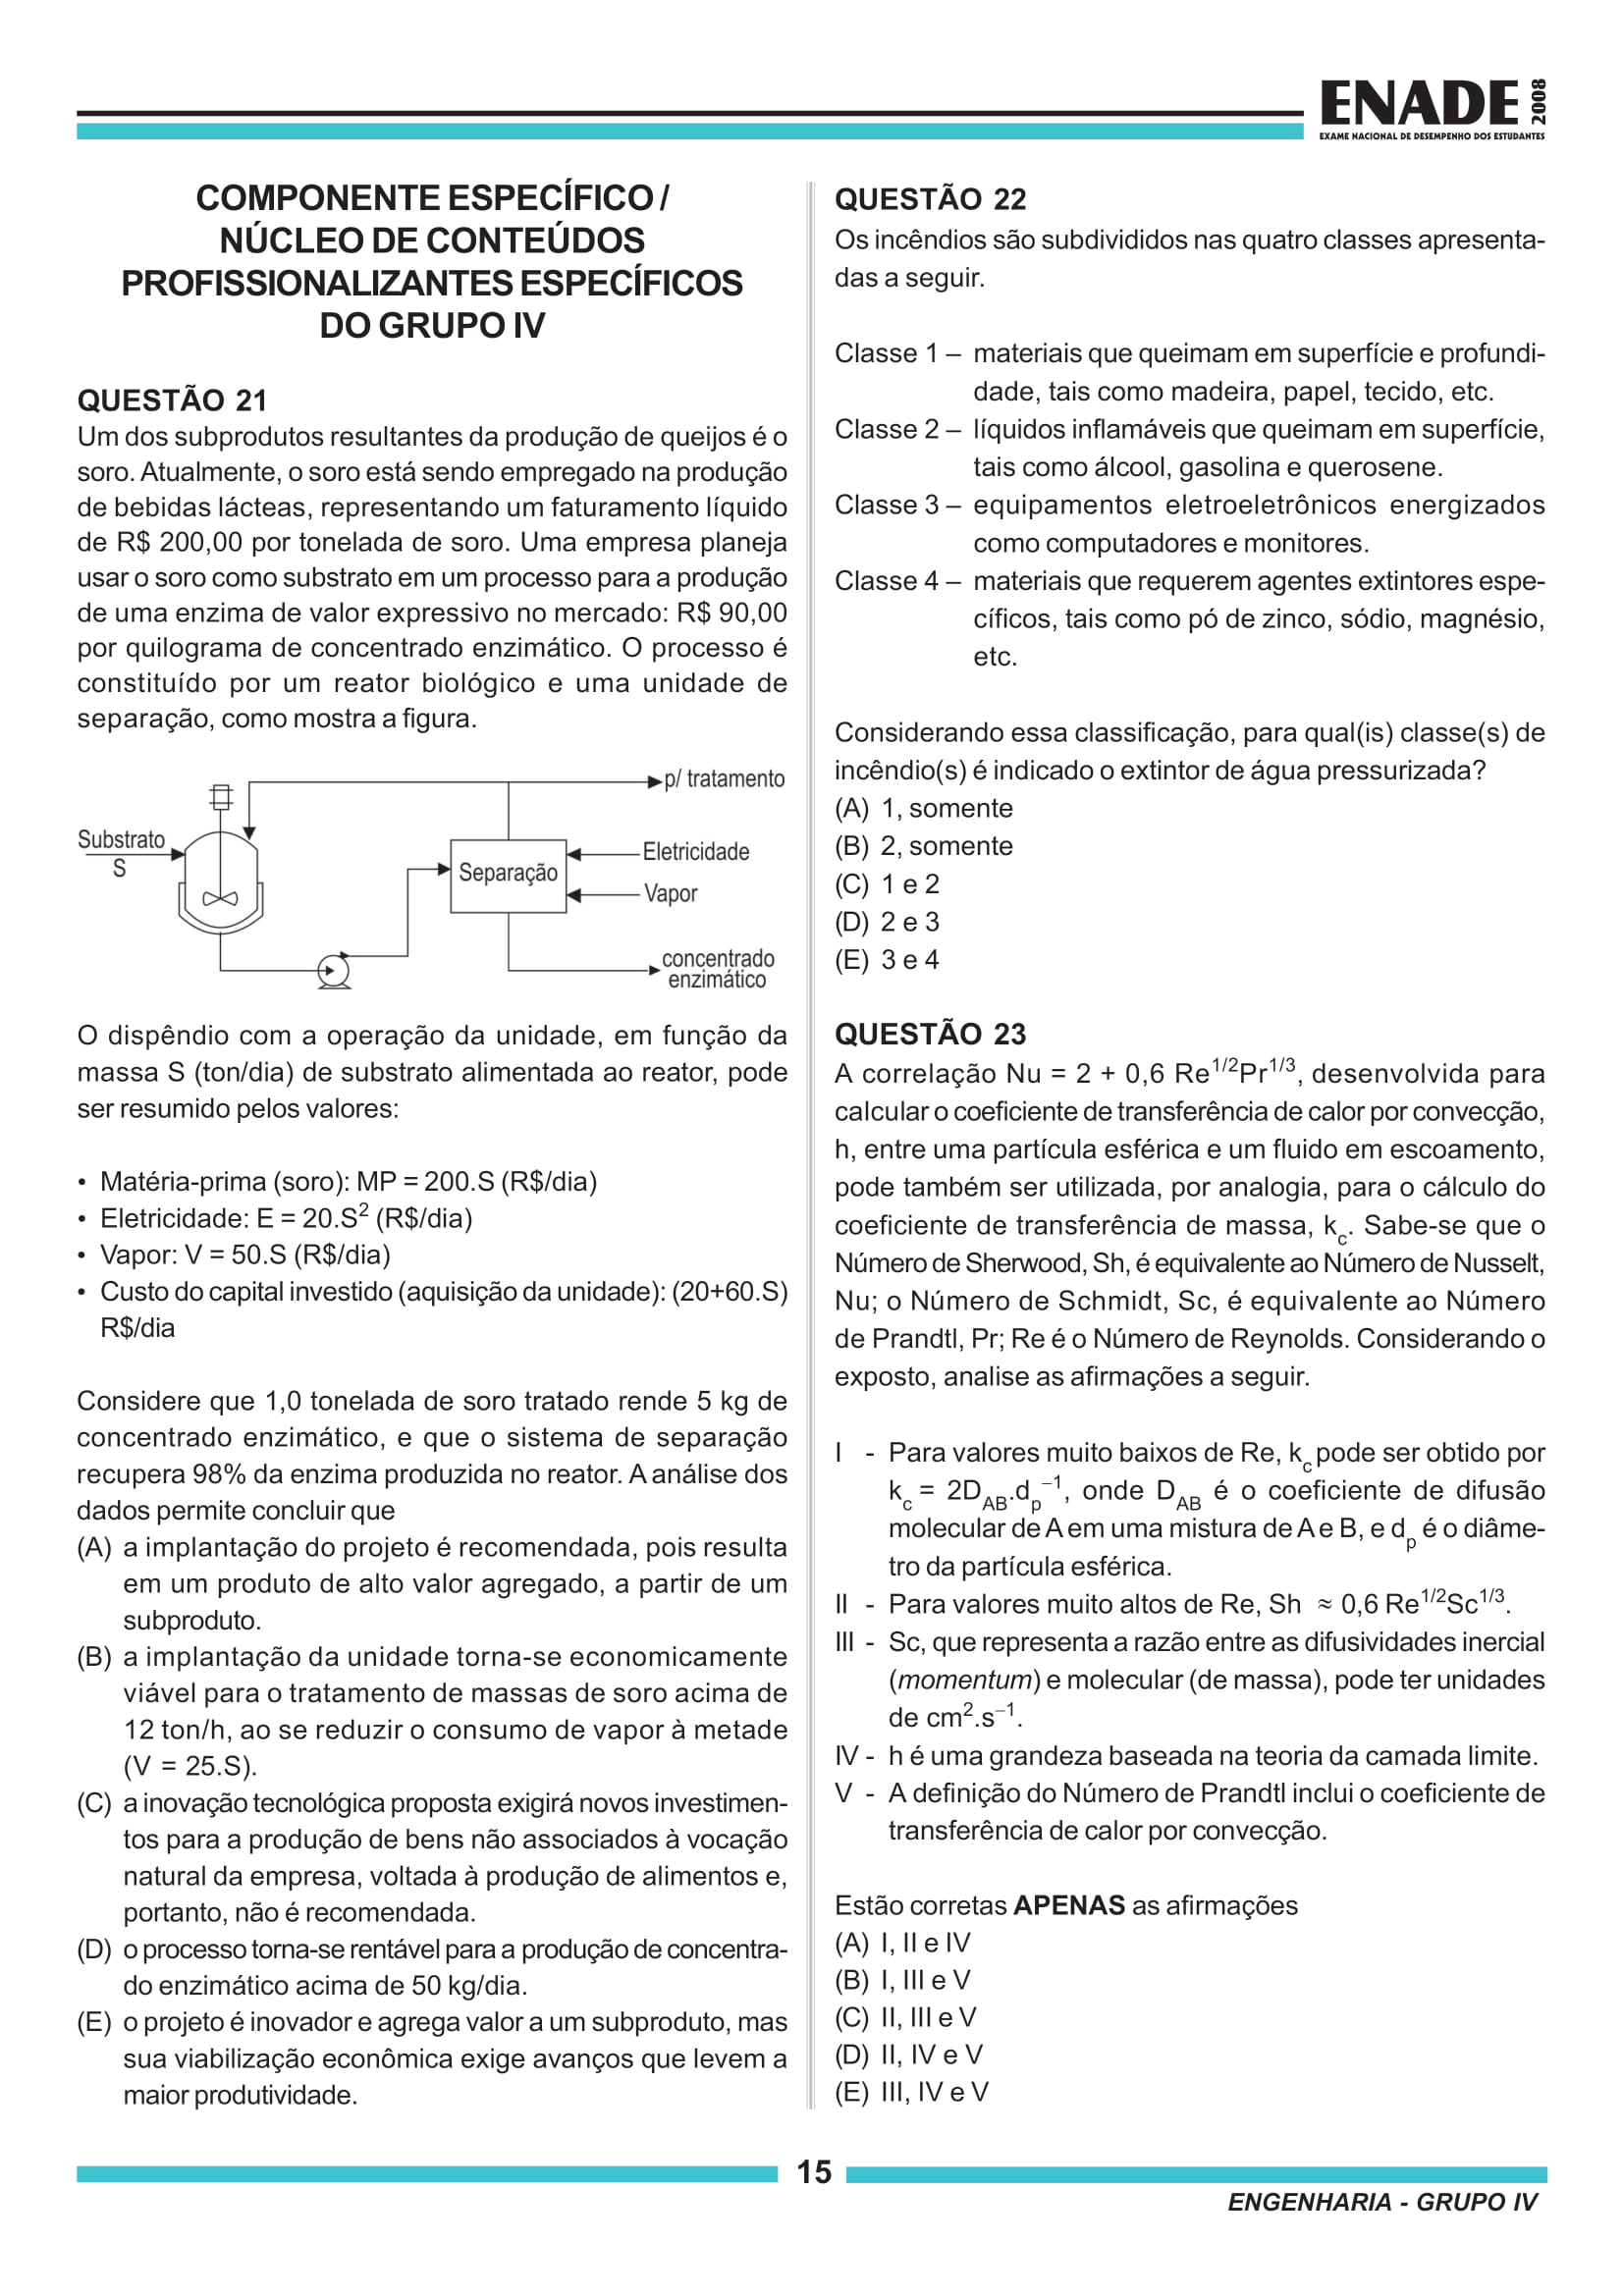 ENADE 2008
EXAME NACIONAL DE DESEMPENHO DOS ESTUDANTES
COMPONENTE ESPECÍFICO /
NÚCLEO DE CONTEÚDOS
PROFISSIONALIZANTES ESPECÍFICOS
DO GRUPO IV
QUESTÃO 21
Um dos subprodutos resultantes da produção de queijos é o
soro. Atualmente, o soro está sendo empregado na produção
de bebidas lácteas, representando um faturamento líquido
de R$ 200,00 por tonelada de soro. Uma empresa planeja
usar o soro como substrato em um processo para a produção
de uma enzima de valor expressivo no mercado: R$ 90,00
por quilograma de concentrado enzimático. O processo é
constituído por um reator biológico e uma unidade de
separação, como mostra a figura.
p/ tratamento
Substrato
S
Separação
Eletricidade
Vapor
concentrado
enzimático
O dispêndio com a operação da unidade, em função da
massa S (ton/dia) de substrato alimentada ao reator, pode
ser resumido pelos valores:
• Matéria-prima (soro): MP = 200.S (R$/dia)
• Eletricidade: E = 20.S² (R$/dia)
• Vapor: V = 50.S (R$/dia)
• Custo do capital investido (aquisição da unidade): (20+60.S)
R$/dia
Considere que 1,0 tonelada de soro tratado rende 5 kg de
concentrado enzimático, e que o sistema de separação
recupera 98% da enzima produzida no reator. A análise dos
dados permite concluir que
(A) a implantação do projeto é recomendada, pois resulta
em um produto de alto valor agregado, a partir de um
subproduto.
(B) a implantação da unidade torna-se economicamente
viável para o tratamento de massas de soro acima de
12 ton/h, ao se reduzir o consumo de vapor à metade
(V = 25.S).
(C) a inovação tecnológica proposta exigirá novos investimen-
tos para a produção de bens não associados à vocação
natural da empresa, voltada à produção de alimentos e,
portanto, não é recomendada.
(D) o processo torna-se rentável para a produção de concentra-
do enzimático acima de 50 kg/dia.
(E) o projeto é inovador e agrega valor a um subproduto, mas
sua viabilização econômica exige avanços que levem a
maior produtividade.
QUESTÃO 22
Os incêndios são subdivididos nas quatro classes apresenta-
das a seguir.
Classe 1 – materiais que queimam em superfície e profundi-
dade, tais como madeira, papel, tecido, etc.
Classe 2 – líquidos inflamáveis que queimam em superfície,
tais como álcool, gasolina e querosene.
Classe 3 – equipamentos eletroeletrônicos energizados
como computadores e monitores.
Classe 4 – materiais que requerem agentes extintores espe-
cíficos, tais como pó de zinco, sódio, magnésio,
etc.
Considerando essa classificação, para qual(is) classe(s) de
incêndio(s) é indicado o extintor de água pressurizada?
(A) 1, somente
(B) 2, somente
(C) 1 e 2
(D) 2 e 3
(E) 3 e 4
QUESTÃO 23
A correlação Nu = 2 + 0,6 Re^1/2 Pr^1/3, desenvolvida para
calcular o coeficiente de transferência de calor por convecção,
h, entre uma partícula esférica e um fluido em escoamento,
pode também ser utilizada, por analogia, para o cálculo do
coeficiente de transferência de massa, k_c. Sabe-se que o
Número de Sherwood, Sh, é equivalente ao Número de Nusselt,
Nu; o Número de Schmidt, Sc, é equivalente ao Número
de Prandtl, Pr; Re é o Número de Reynolds. Considerando o
exposto, analise as afirmações a seguir.
I - Para valores muito baixos de Re, k_c pode ser obtido por
k_c = 2D_AB.d_p^–1, onde D_AB é o coeficiente de difusão
molecular de A em uma mistura de A e B, e d_p é o diâme-
tro da partícula esférica.
II - Para valores muito altos de Re, Sh ≈ 0,6 Re^1/2 Sc^1/3.
III - Sc, que representa a razão entre as difusividades inercial
(momentum) e molecular (de massa), pode ter unidades
de cm².s^–1.
IV - h é uma grandeza baseada na teoria da camada limite.
V - A definição do Número de Prandtl inclui o coeficiente de
transferência de calor por convecção.
Estão corretas APENAS as afirmações
(A) I, II e IV
(B) I, III e V
(C) II, III e V
(D) II, IV e V
(E) III, IV e V
15
ENGENHARIA - GRUPO IV